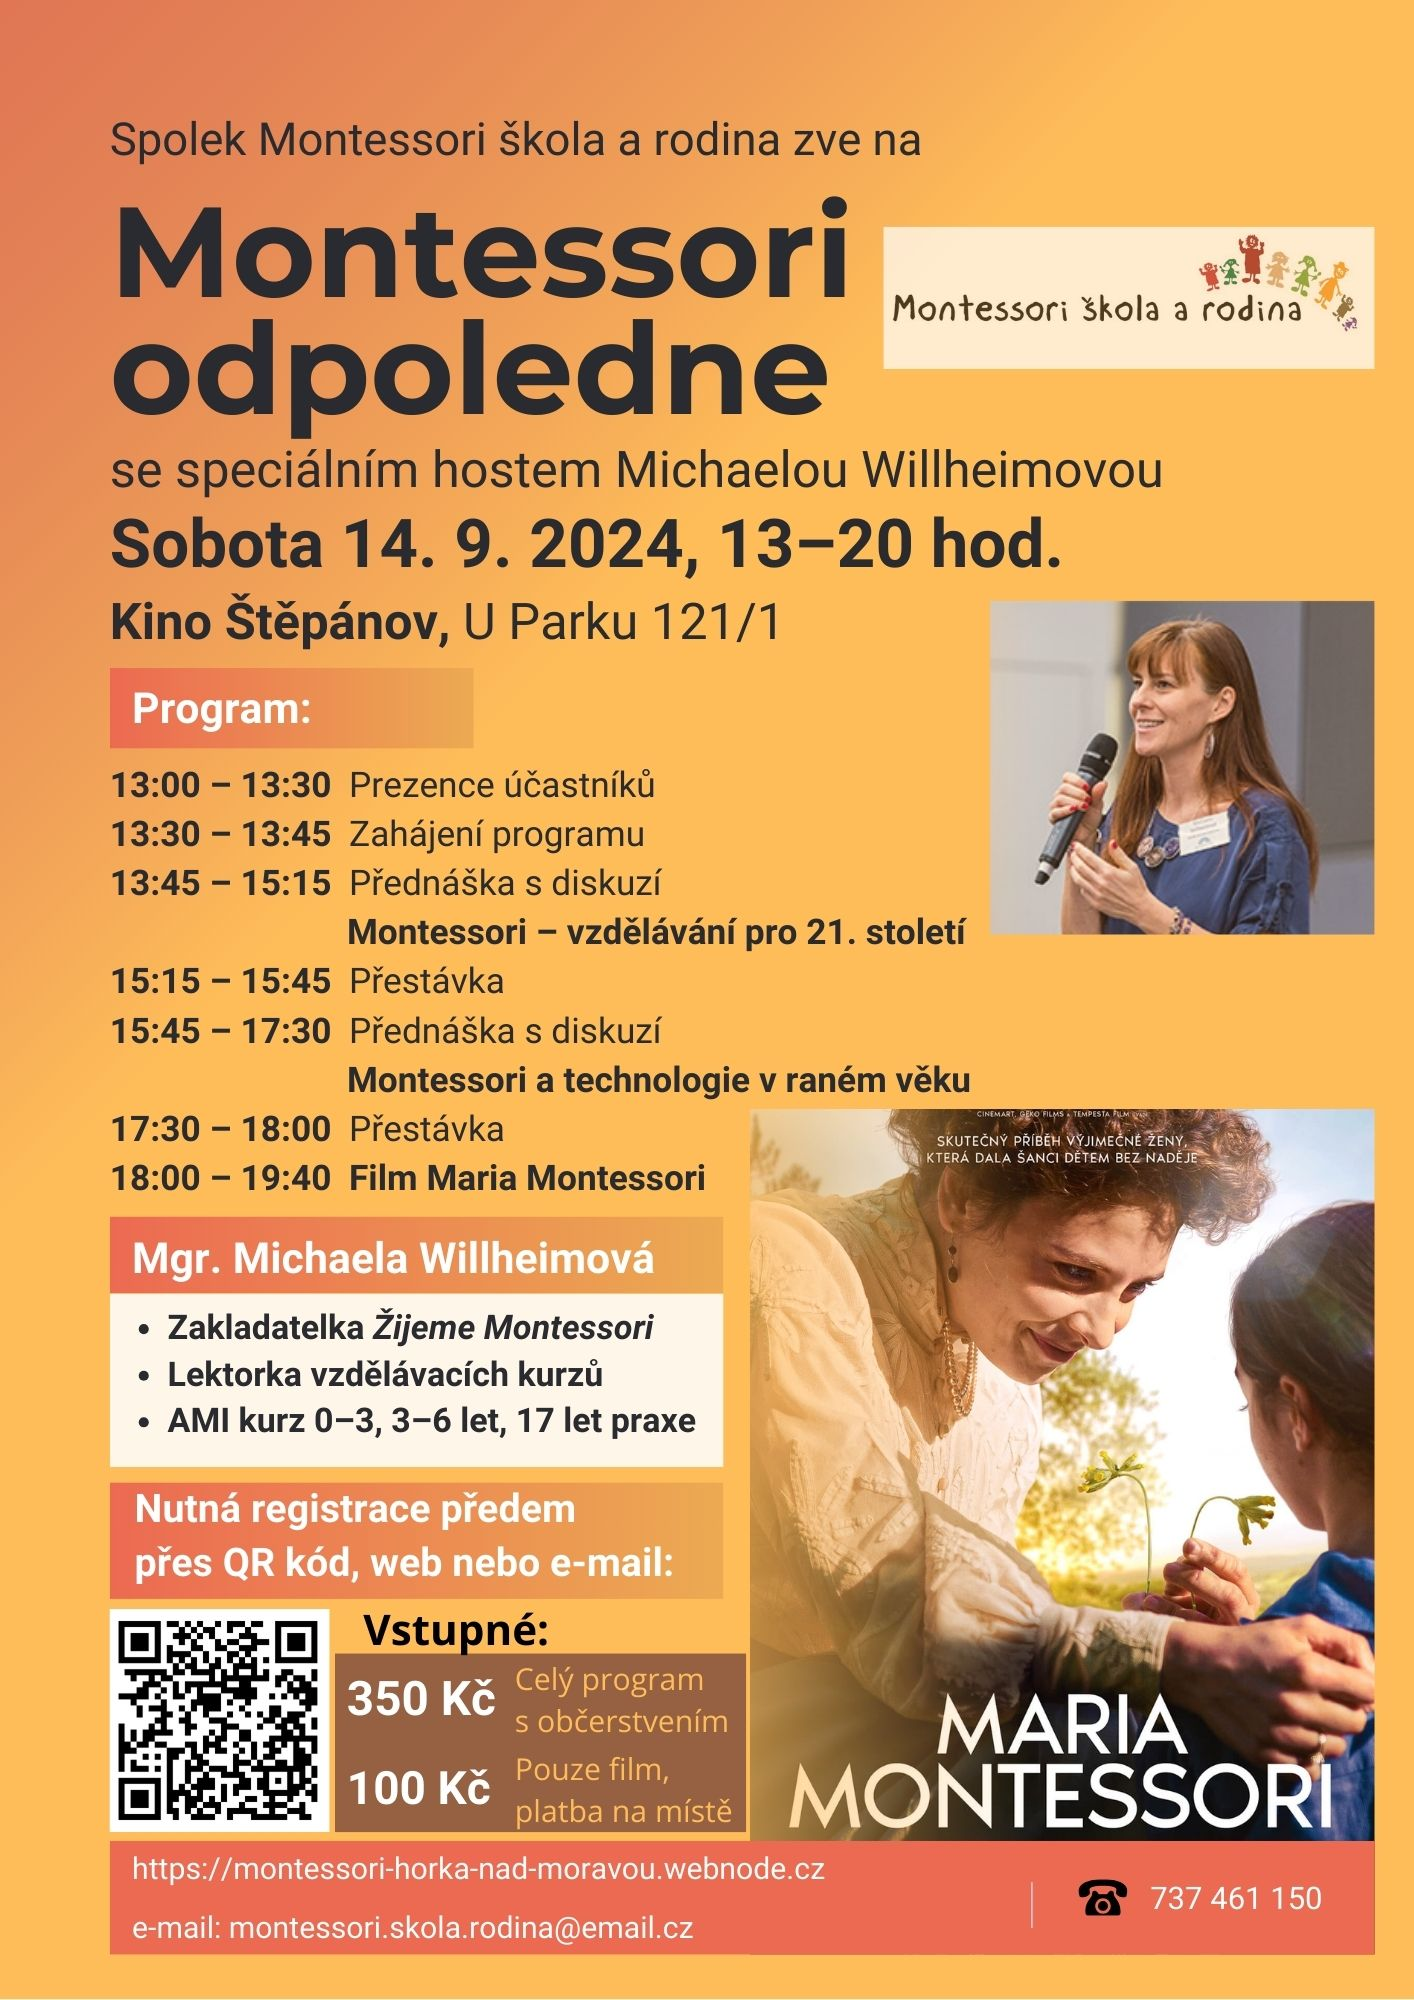 Spolek Montessori škola a rodina zve na
Montessori
odpoledne
Montessori škola a rodina
se speciálním hostem Michaelou Willheimovou
Sobota 14. 9. 2024, 13–20 hod.
Kino Štěpánov, U Parku 121/1
Program:
13:00 – 13:30 Prezence účastníků
13:30 – 13:45 Zahájení programu
13:45 – 15:15 Přednáška s diskuzí
Montessori – vzdělávání pro 21. století
15:15 – 15:45 Přestávka
15:45 – 17:30 Přednáška s diskuzí
Montessori a technologie v raném věku
17:30 – 18:00 Přestávka
18:00 – 19:40 Film Maria Montessori
CINEMART, GEKO FILMS A TEMPESTA FILM
SKUTEČNÝ PŘÍBĚH VÝJIMEČNÉ ŽENY,
KTERÁ DALA ŠANCI DĚTEM BEZ NADĚJE
MARIA
MONTESSORI
Mgr. Michaela Willheimová
• Zakladatelka Žijeme Montessori
• Lektorka vzdělávacích kurzů
• AMI kurz 0–3, 3–6 let, 17 let praxe
Nutná registrace předem
přes QR kód, web nebo e-mail:
Vstupné:
350 Kč Celý program
s občerstvením
100 Kč Pouze film,
platba na místě
https://montessori-horka-nad-moravou.webnode.cz
e-mail: montessori.skola.rodina@email.cz
737 461 150